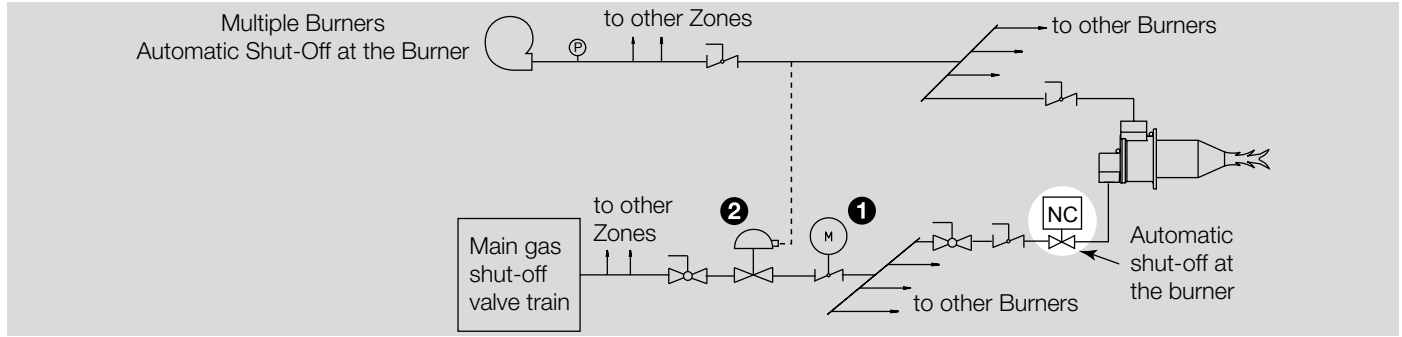 Multiple Burners
Automatic Shut-Off at the Burner
P
to other Zones
to other Burners
Main gas
shut-off
valve train
to other
Zones
2
1
M
NC
Automatic
shut-off at
the burner
to other Burners